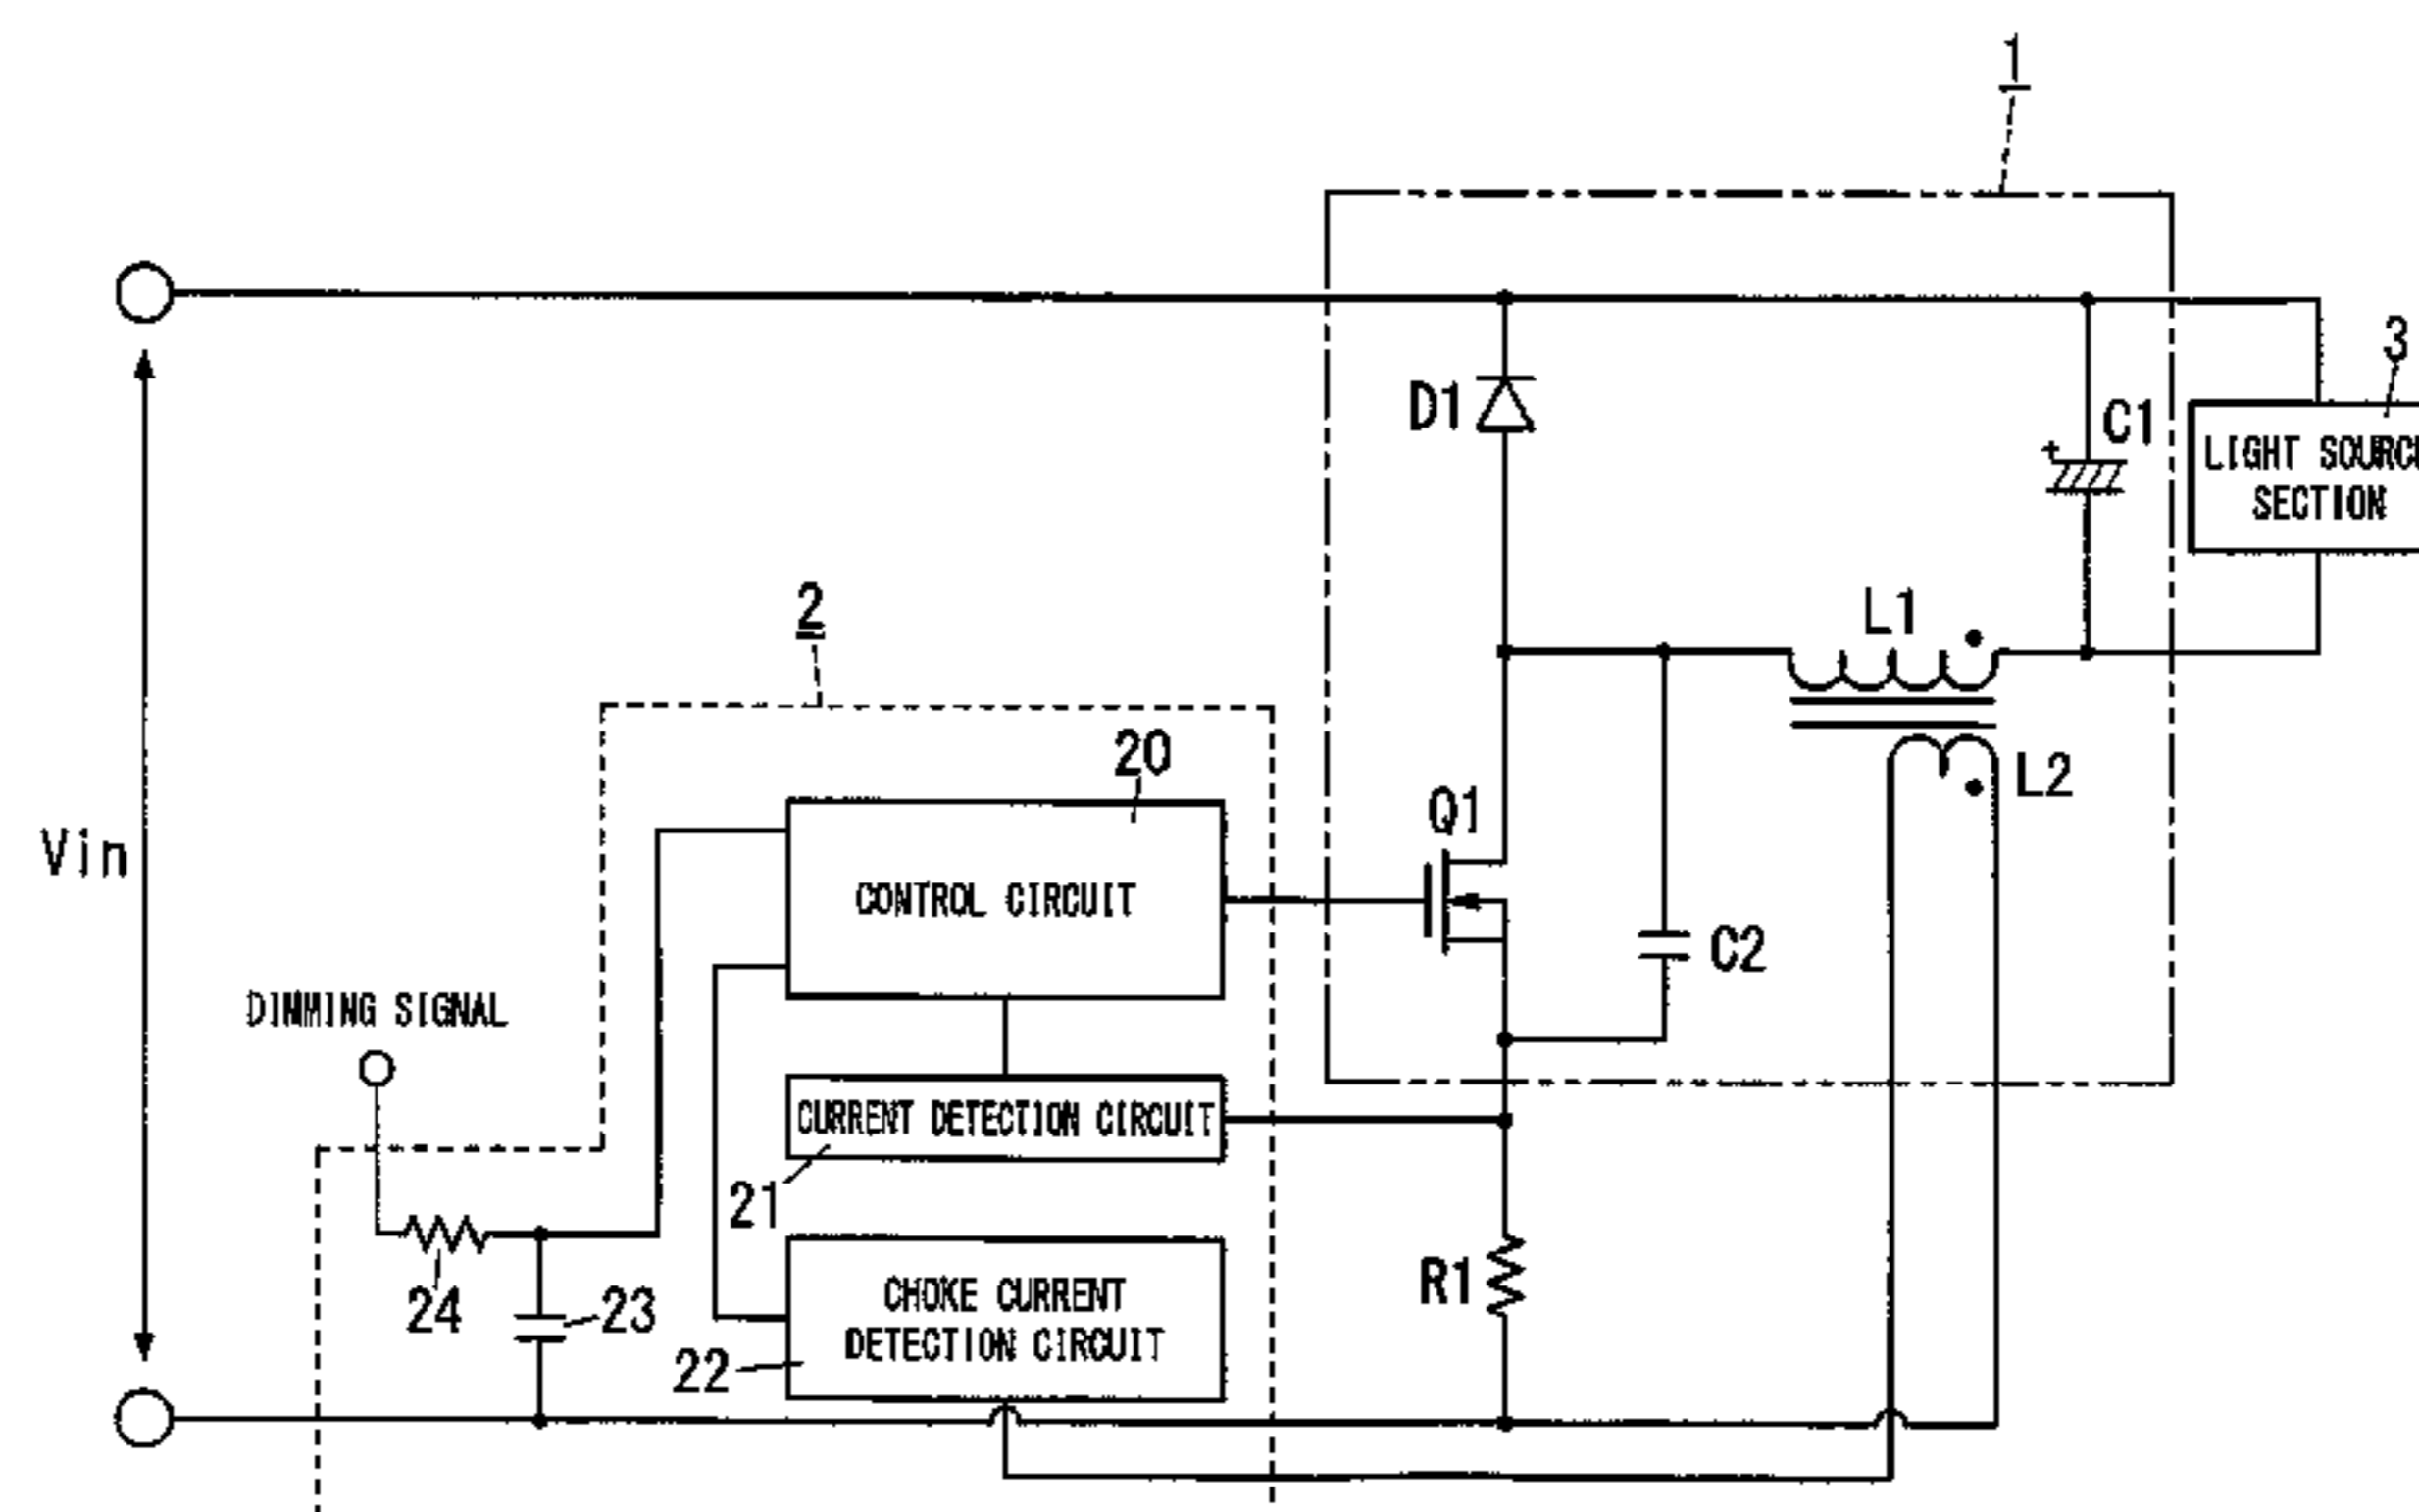 1
3
D1
C1
+
LIGHT SOURCE
SECTION
L1
2
20
L2
Q1
Vin
CONTROL CIRCUIT
C2
DIMMING SIGNAL
CURRENT DETECTION CIRCUIT
21
R1
24
23
CHOKE CURRENT
DETECTION CIRCUIT
22